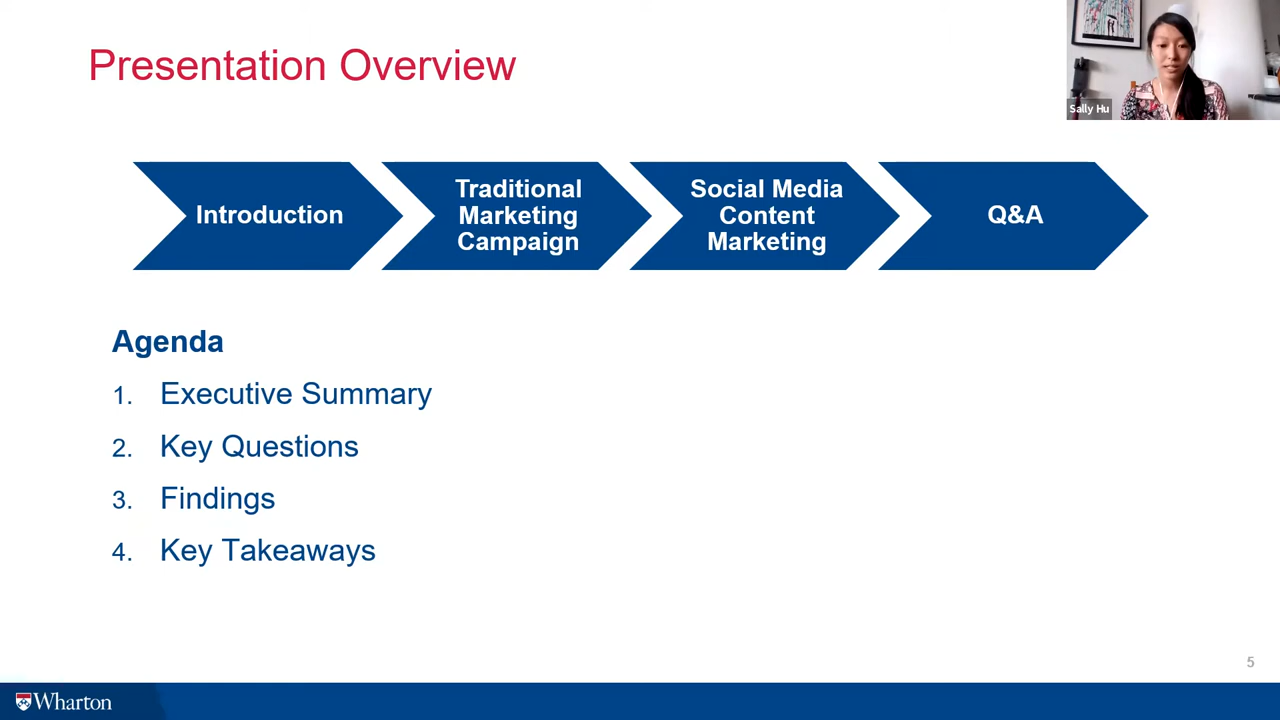 Presentation Overview
Sally Hu
Introduction
Traditional
Marketing
Campaign
Social Media
Content
Marketing
Q&A
Agenda
1. Executive Summary
2. Key Questions
3. Findings
4. Key Takeaways
5
Wharton